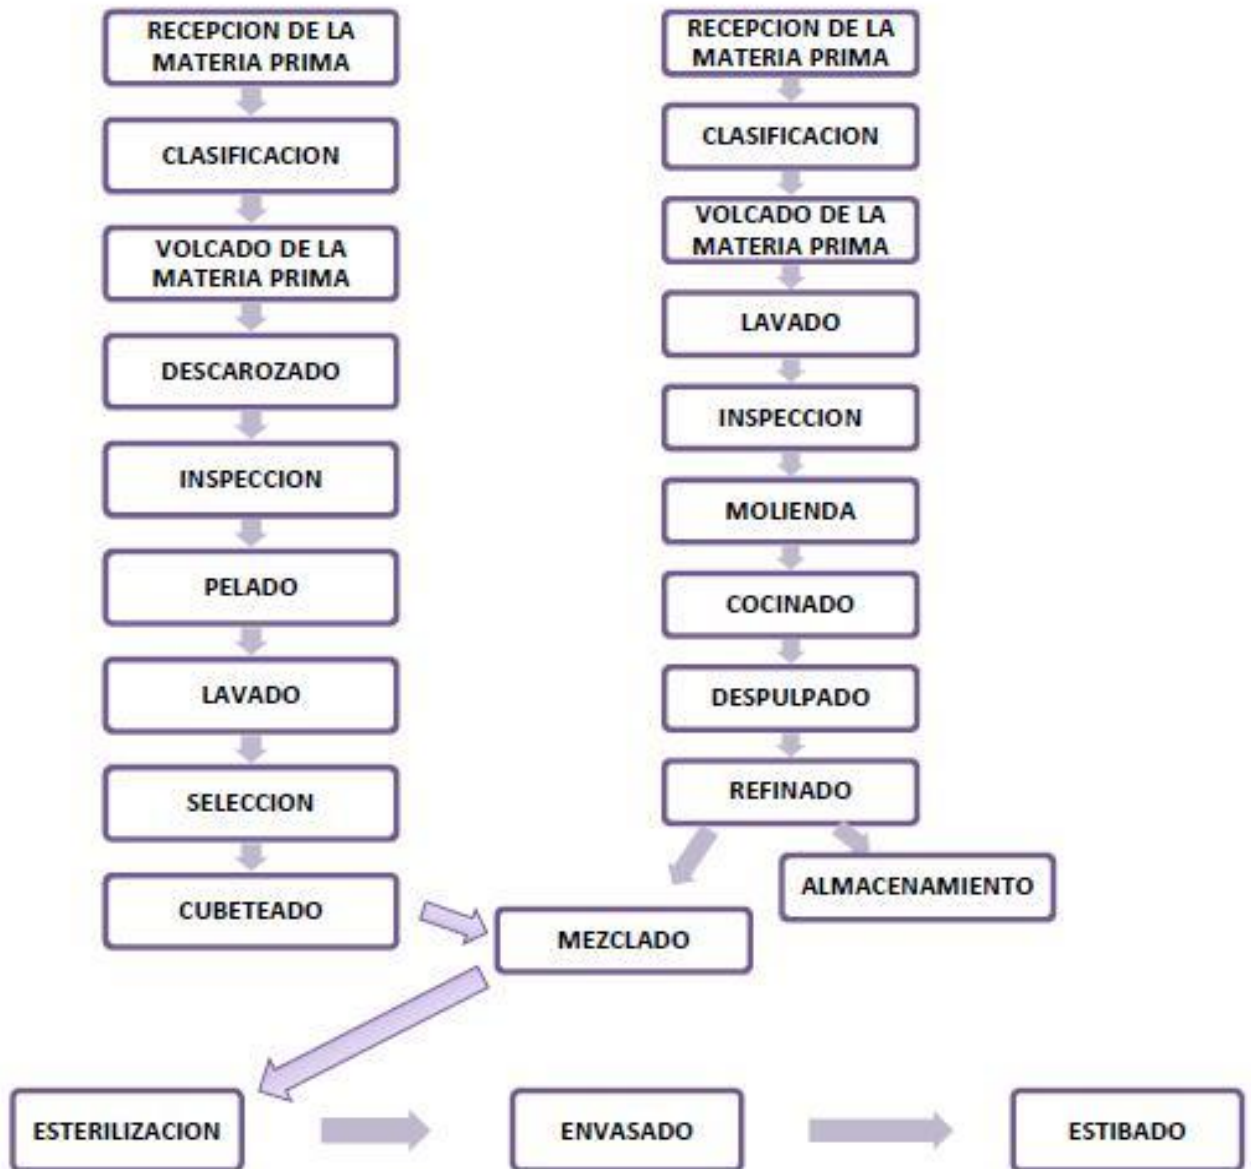 RECEPCION DE LA
MATERIA PRIMA
CLASIFICACION
VOLCADO DE LA
MATERIA PRIMA
DESCAROZADO
INSPECCION
PELADO
LAVADO
SELECCION
CUBETEADO
RECEPCION DE LA
MATERIA PRIMA
CLASIFICACION
VOLCADO DE LA
MATERIA PRIMA
LAVADO
INSPECCION
MOLIENDA
COCINADO
DESPULPADO
REFINADO
ALMACENAMIENTO
MEZCLADO
ESTERILIZACION
ENVASADO
ESTIBADO